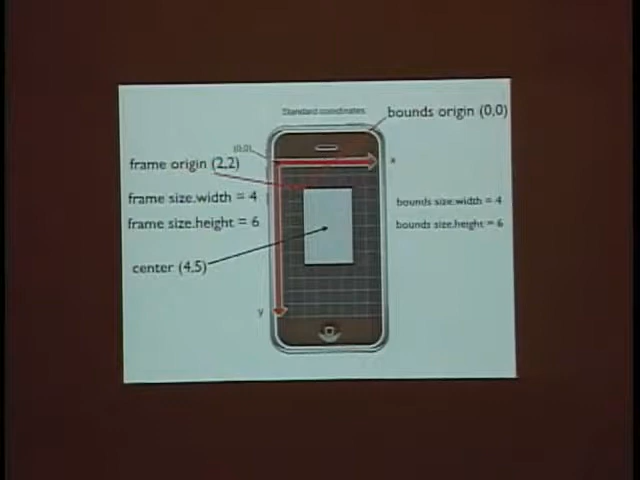 Standard coordinates
bounds origin (0,0)
(0,0)
x
frame origin (2,2)
frame size.width = 4
bounds size.width = 4
frame size.height = 6
bounds size.height = 6
center (4,5)
y